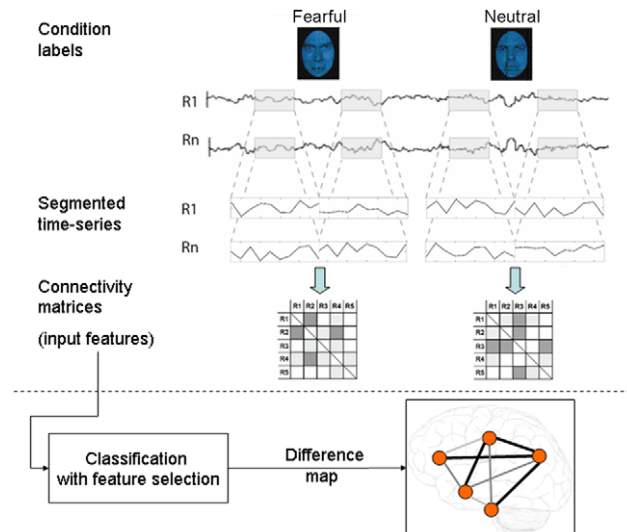 Fearful Neutral
Condition
labels
R1
Rn
Segmented
time-series
R1
Rn
Connectivity
matrices
(input features)
R1 R2 R3 R4 R5
R1
R2
R3
R4
R5
R1 R2 R3 R4 R5
R1
R2
R3
R4
R5
Classification
with feature selection
Difference
map